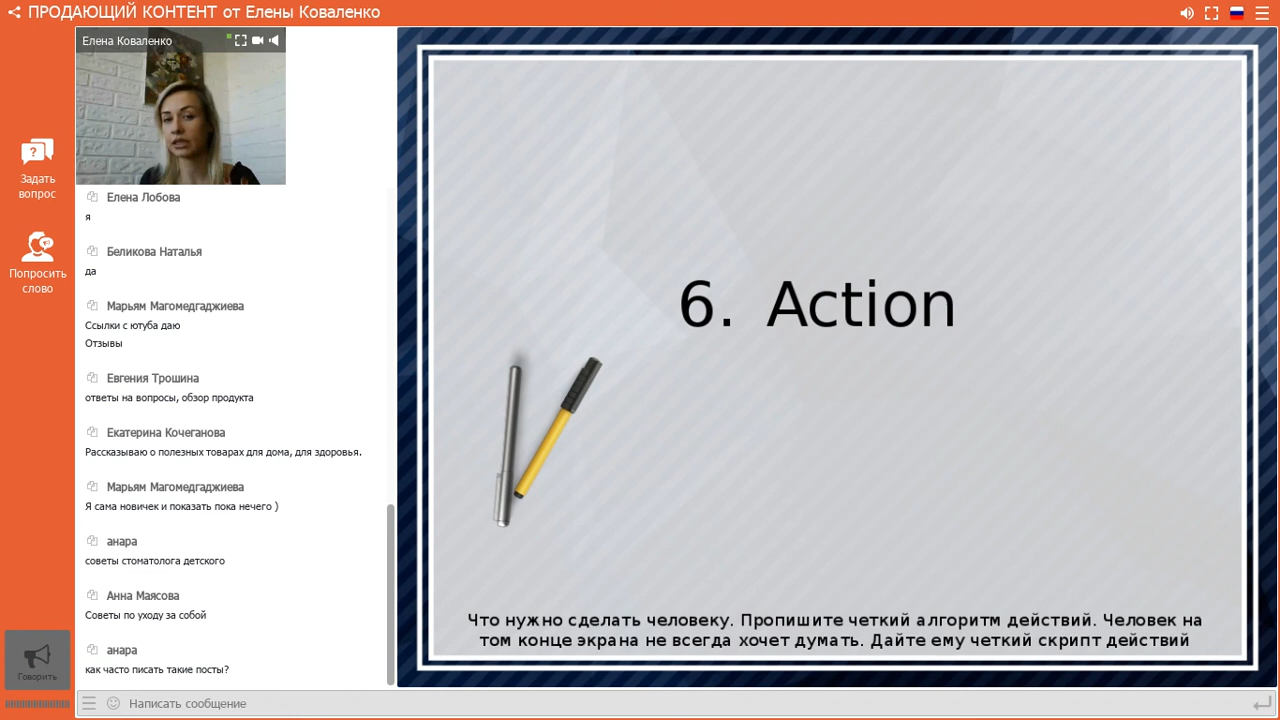 ПРОДАЮЩИЙ КОНТЕНТ от Елены Коваленко
Елена Коваленко
Задать
вопрос
Попросить
слово
Елена Лобова
я
Беликова Наталья
да
Марьям Магомедгаджиева
Ссылки с ютуба даю
Отзывы
Евгения Трошина
ответы на вопросы, обзор продукта
Екатерина Кочеганова
Рассказываю о полезных товарах для дома, для здоровья.
Марьям Магомедгаджиева
Я сама новичек и показать пока нечего )
анара
советы стоматолога детского
Анна Маясова
Советы по уходу за собой
анара
как часто писать такие посты?
Говорить
Написать сообщение
6. Action
Что нужно сделать человеку. Пропишите четкий алгоритм действий. Человек на
том конце экрана не всегда хочет думать. Дайте ему четкий скрипт действий